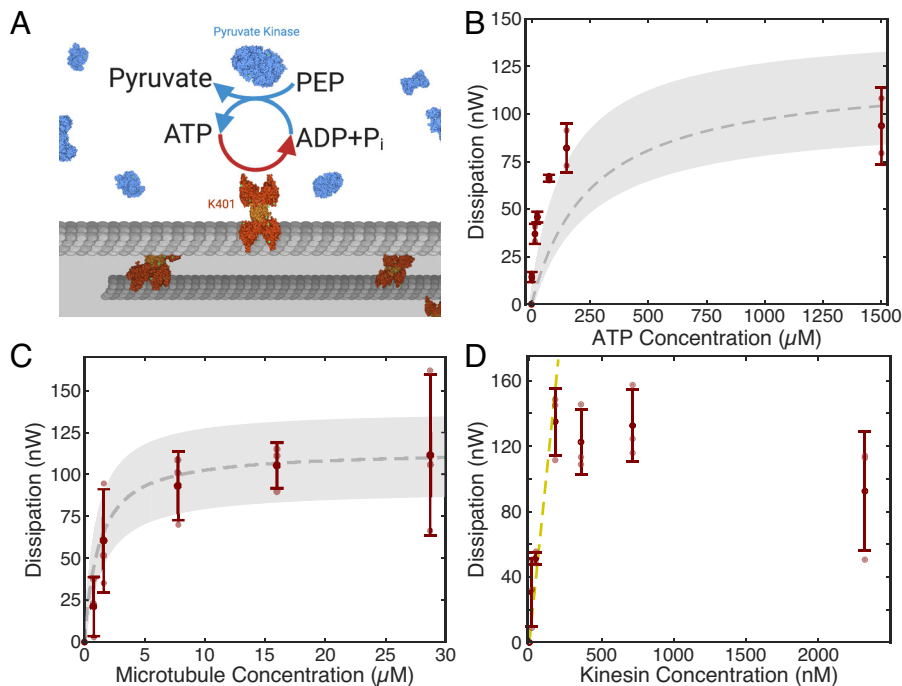 A
Pyruvate Kinase
Pyruvate
PEP
ATP
ADP+Pi
K401
B
150
125
100
75
50
25
0
Dissipation (nW)
0
250
500
750
1000
1250
1500
ATP Concentration (μM)
C
150
125
100
75
50
25
0
Dissipation (nW)
0
5
10
15
20
25
30
Microtubule Concentration (μM)
D
160
120
80
40
0
Dissipation (nW)
0
500
1000
1500
2000
Kinesin Concentration (nM)